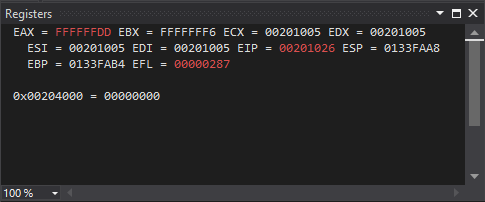 Registers
EAX = FFFFFFDD EBX = FFFFFFF6 ECX = 00201005 EDX = 00201005
ESI = 00201005 EDI = 00201005 EIP = 00201026 ESP = 0133FAA8
EBP = 0133FAB4 EFL = 00000287
0x00204000 = 00000000
100 %